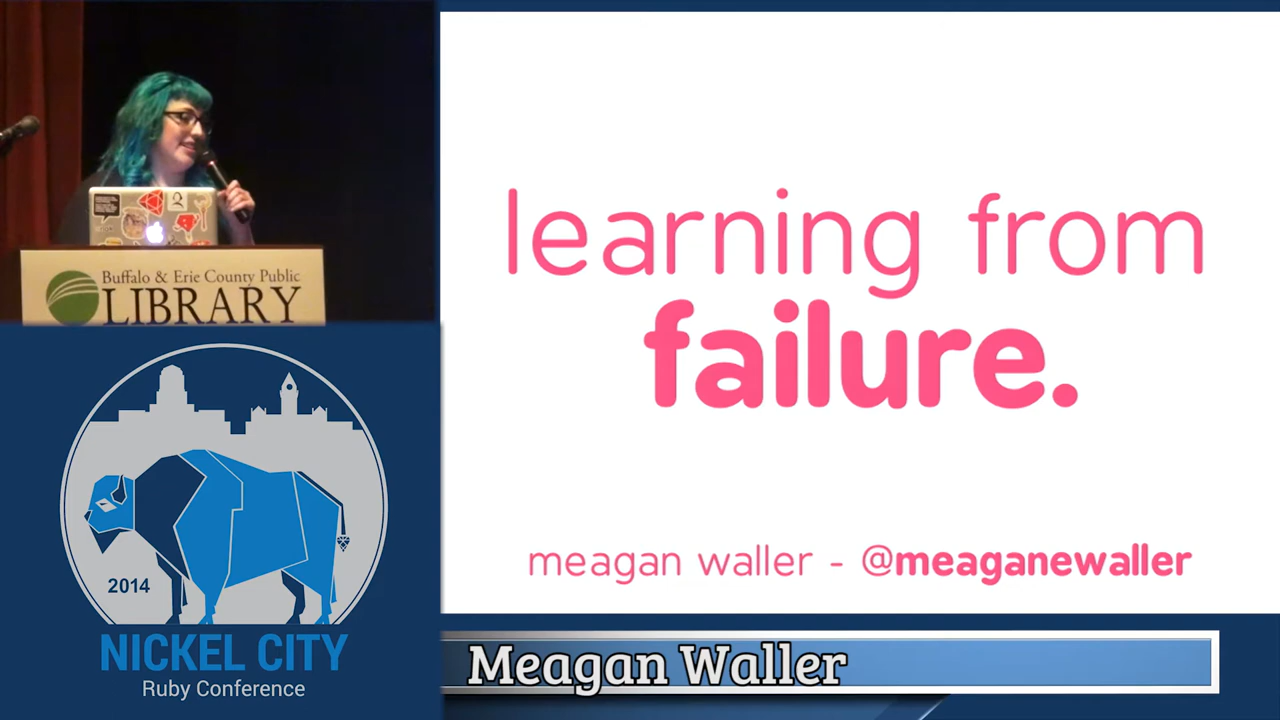 learning from
failure.
meagan waller - @meaganewaller
Buffalo & Erie County Public
LIBRARY
2014
NICKEL CITY
Ruby Conference
Meagan Waller